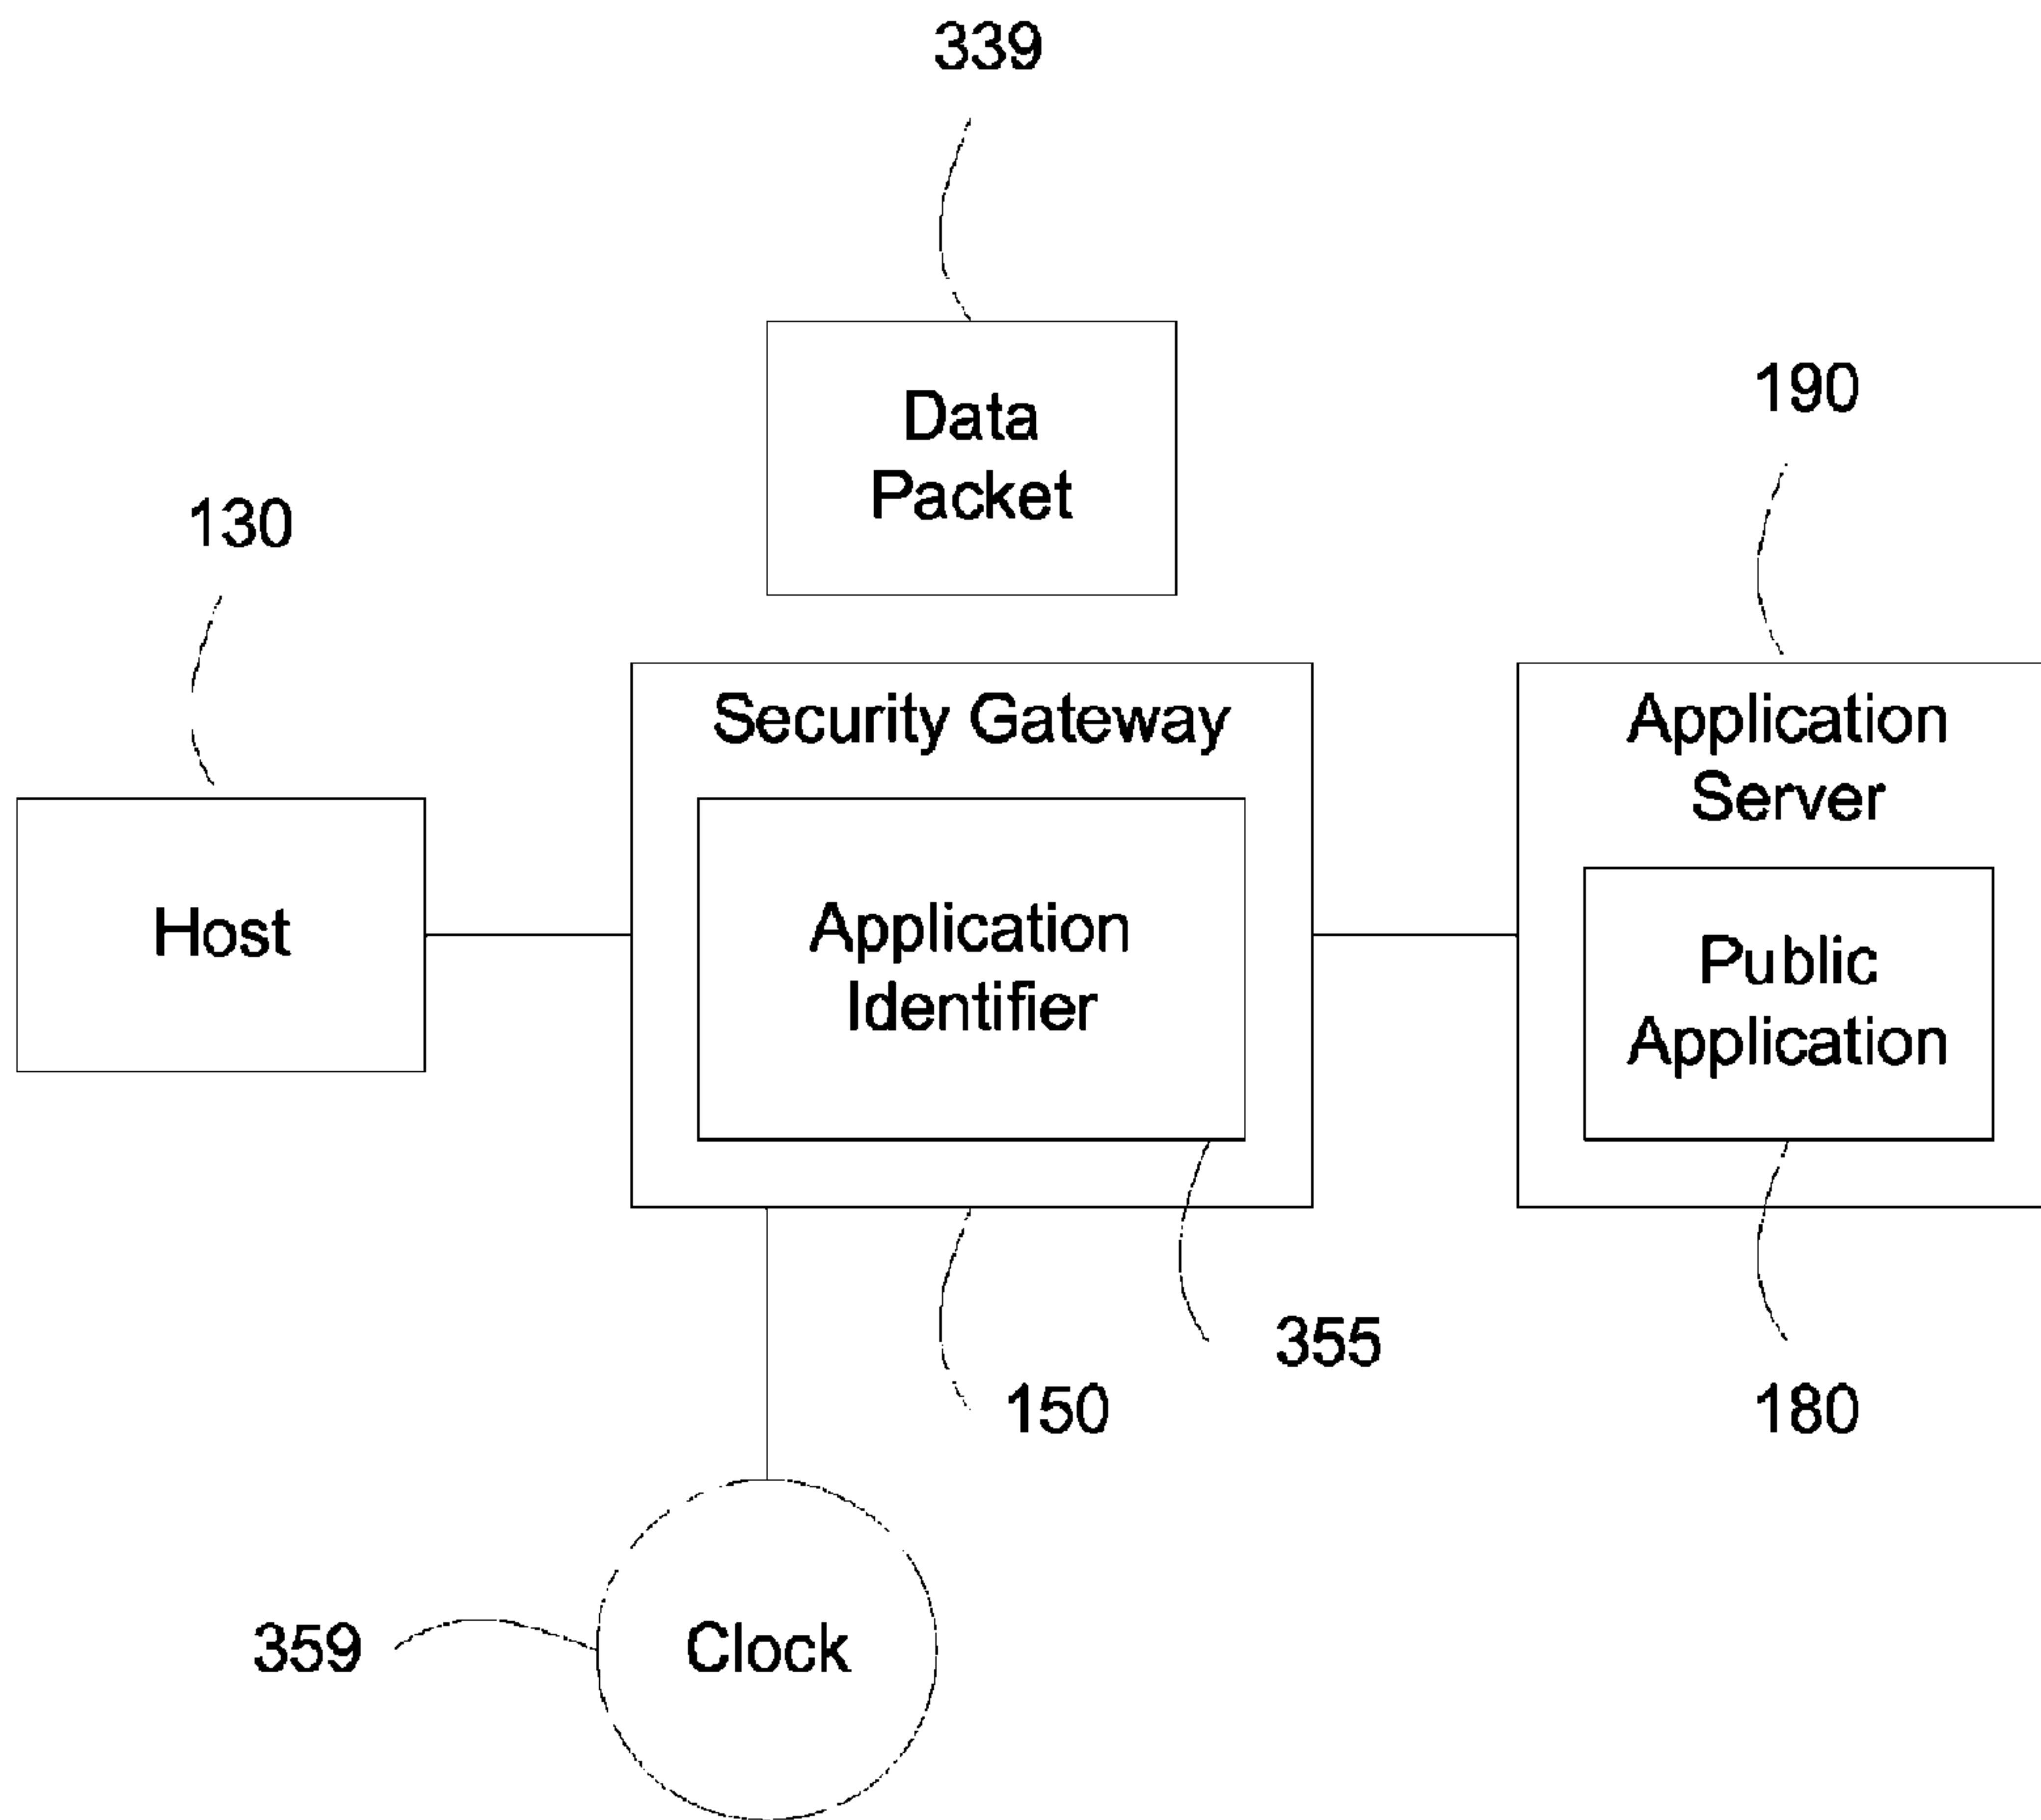 339
Data
Packet
190
130
Security Gateway
Application
Server
Host
Application
Identifier
Public
Application
355
150
180
359
Clock